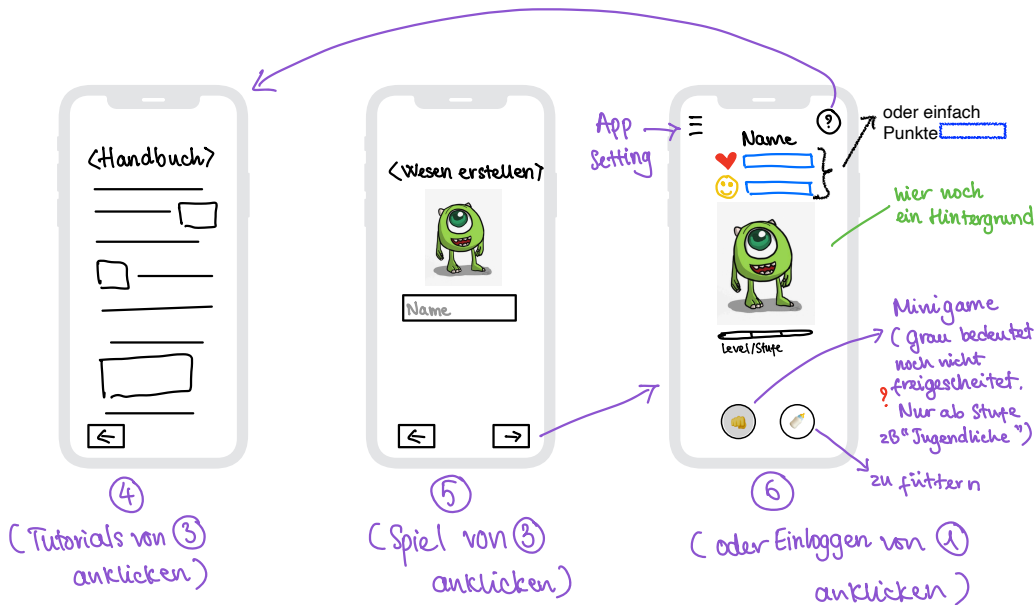 <Handbuch>
④
( Tutorials von ③
anklicken )
<Wesen erstellen>
Name
⑤
( Spiel von ③
anklicken )
App
Setting
?
Name
oder einfach
Punkte
hier noch
ein Hintergrund
Level/Stufe
Minigame
( grau bedeutet
noch nicht
freigescheitet.
? Nur ab Stufe
zB "Jugendliche" )
zu füttern
⑥
( oder Einloggen von ①
anklicken )